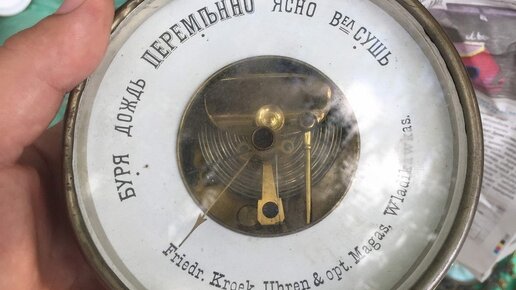 БУРЯ ДОЖДЬ ПЕРЕМѢННО ЯСНО ВЕЛ СУШЬ
Friedr. Kroek, Uhren & opt. Magas, Wladikawkas.